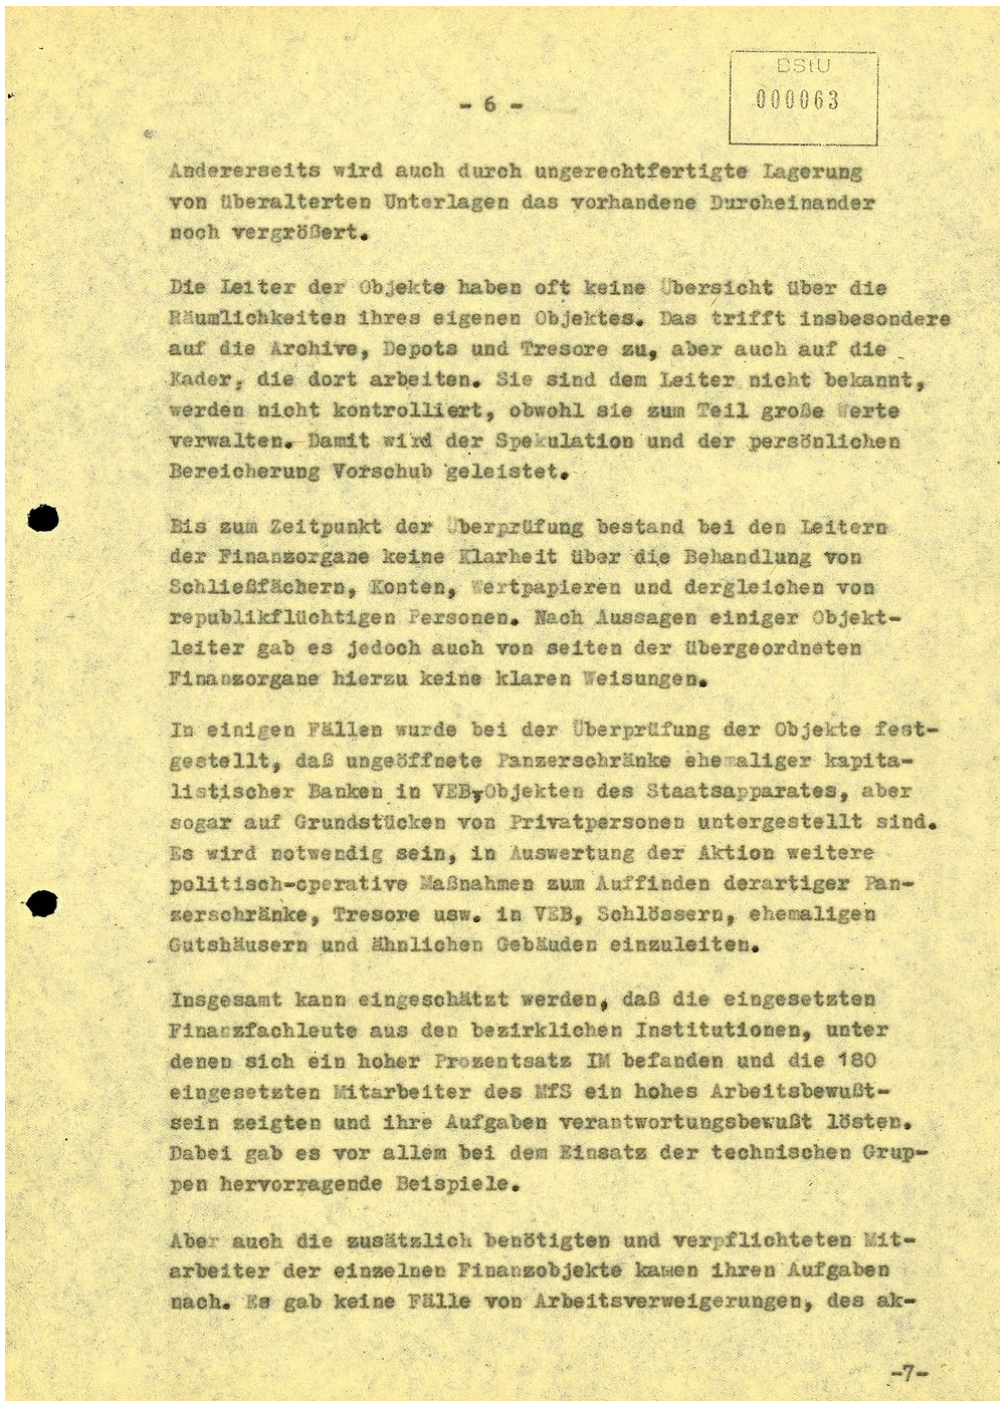 BStU
000063
- 6 -
Andererseits wird auch durch ungerechtfertigte Lagerung
von überalterten Unterlagen das vorhandene Durcheinander
noch vergrößert.
Die Leiter der Objekte haben oft keine Übersicht über die
Räumlichkeiten ihres eigenen Objektes. Das trifft insbesondere
auf die Archive, Depots und Tresore zu, aber auch auf die
Kader, die dort arbeiten. Sie sind dem Leiter nicht bekannt,
werden nicht kontrolliert, obwohl sie zum Teil große Werte
verwalten. Damit wird der Spekulation und der persönlichen
Bereicherung Vorschub geleistet.
Bis zum Zeitpunkt der Überprüfung bestand bei den Leitern
der Finanzorgane keine Klarheit über die Behandlung von
Schließfächern, Konten, Wertpapieren und dergleichen von
republikflüchtigen Personen. Nach Aussagen einiger Objekt-
leiter gab es jedoch auch von seiten der übergeordneten
Finanzorgane hierzu keine klaren Weisungen.
In einigen Fällen wurde bei der Überprüfung der Objekte fest-
gestellt, daß ungeöffnete Panzerschränke ehemaliger kapita-
listischer Banken in VEB, Objekten des Staatsapparates, aber
sogar auf Grundstücken von Privatpersonen untergestellt sind.
Es wird notwendig sein, in Auswertung der Aktion weitere
politisch-operative Maßnahmen zum Auffinden derartiger Pan-
zerschränke, Tresore usw. in VEB, Schlössern, ehemaligen
Gutshäusern und ähnlichen Gebäuden einzuleiten.
Insgesamt kann eingeschätzt werden, daß die eingesetzten
Finanzfachleute aus den bezirklichen Institutionen, unter
denen sich ein hoher Prozentsatz IM befanden und die 180
eingesetzten Mitarbeiter des MfS ein hohes Arbeitsbewußt-
sein zeigten und ihre Aufgaben verantwortungsbewußt lösten.
Dabei gab es vor allem bei dem Einsatz der technischen Grup-
pen hervorragende Beispiele.
Aber auch die zusätzlich benötigten und verpflichteten Mit-
arbeiter der einzelnen Finanzobjekte kamen ihren Aufgaben
nach. Es gab keine Fälle von Arbeitsverweigerungen, des ak-
-7-